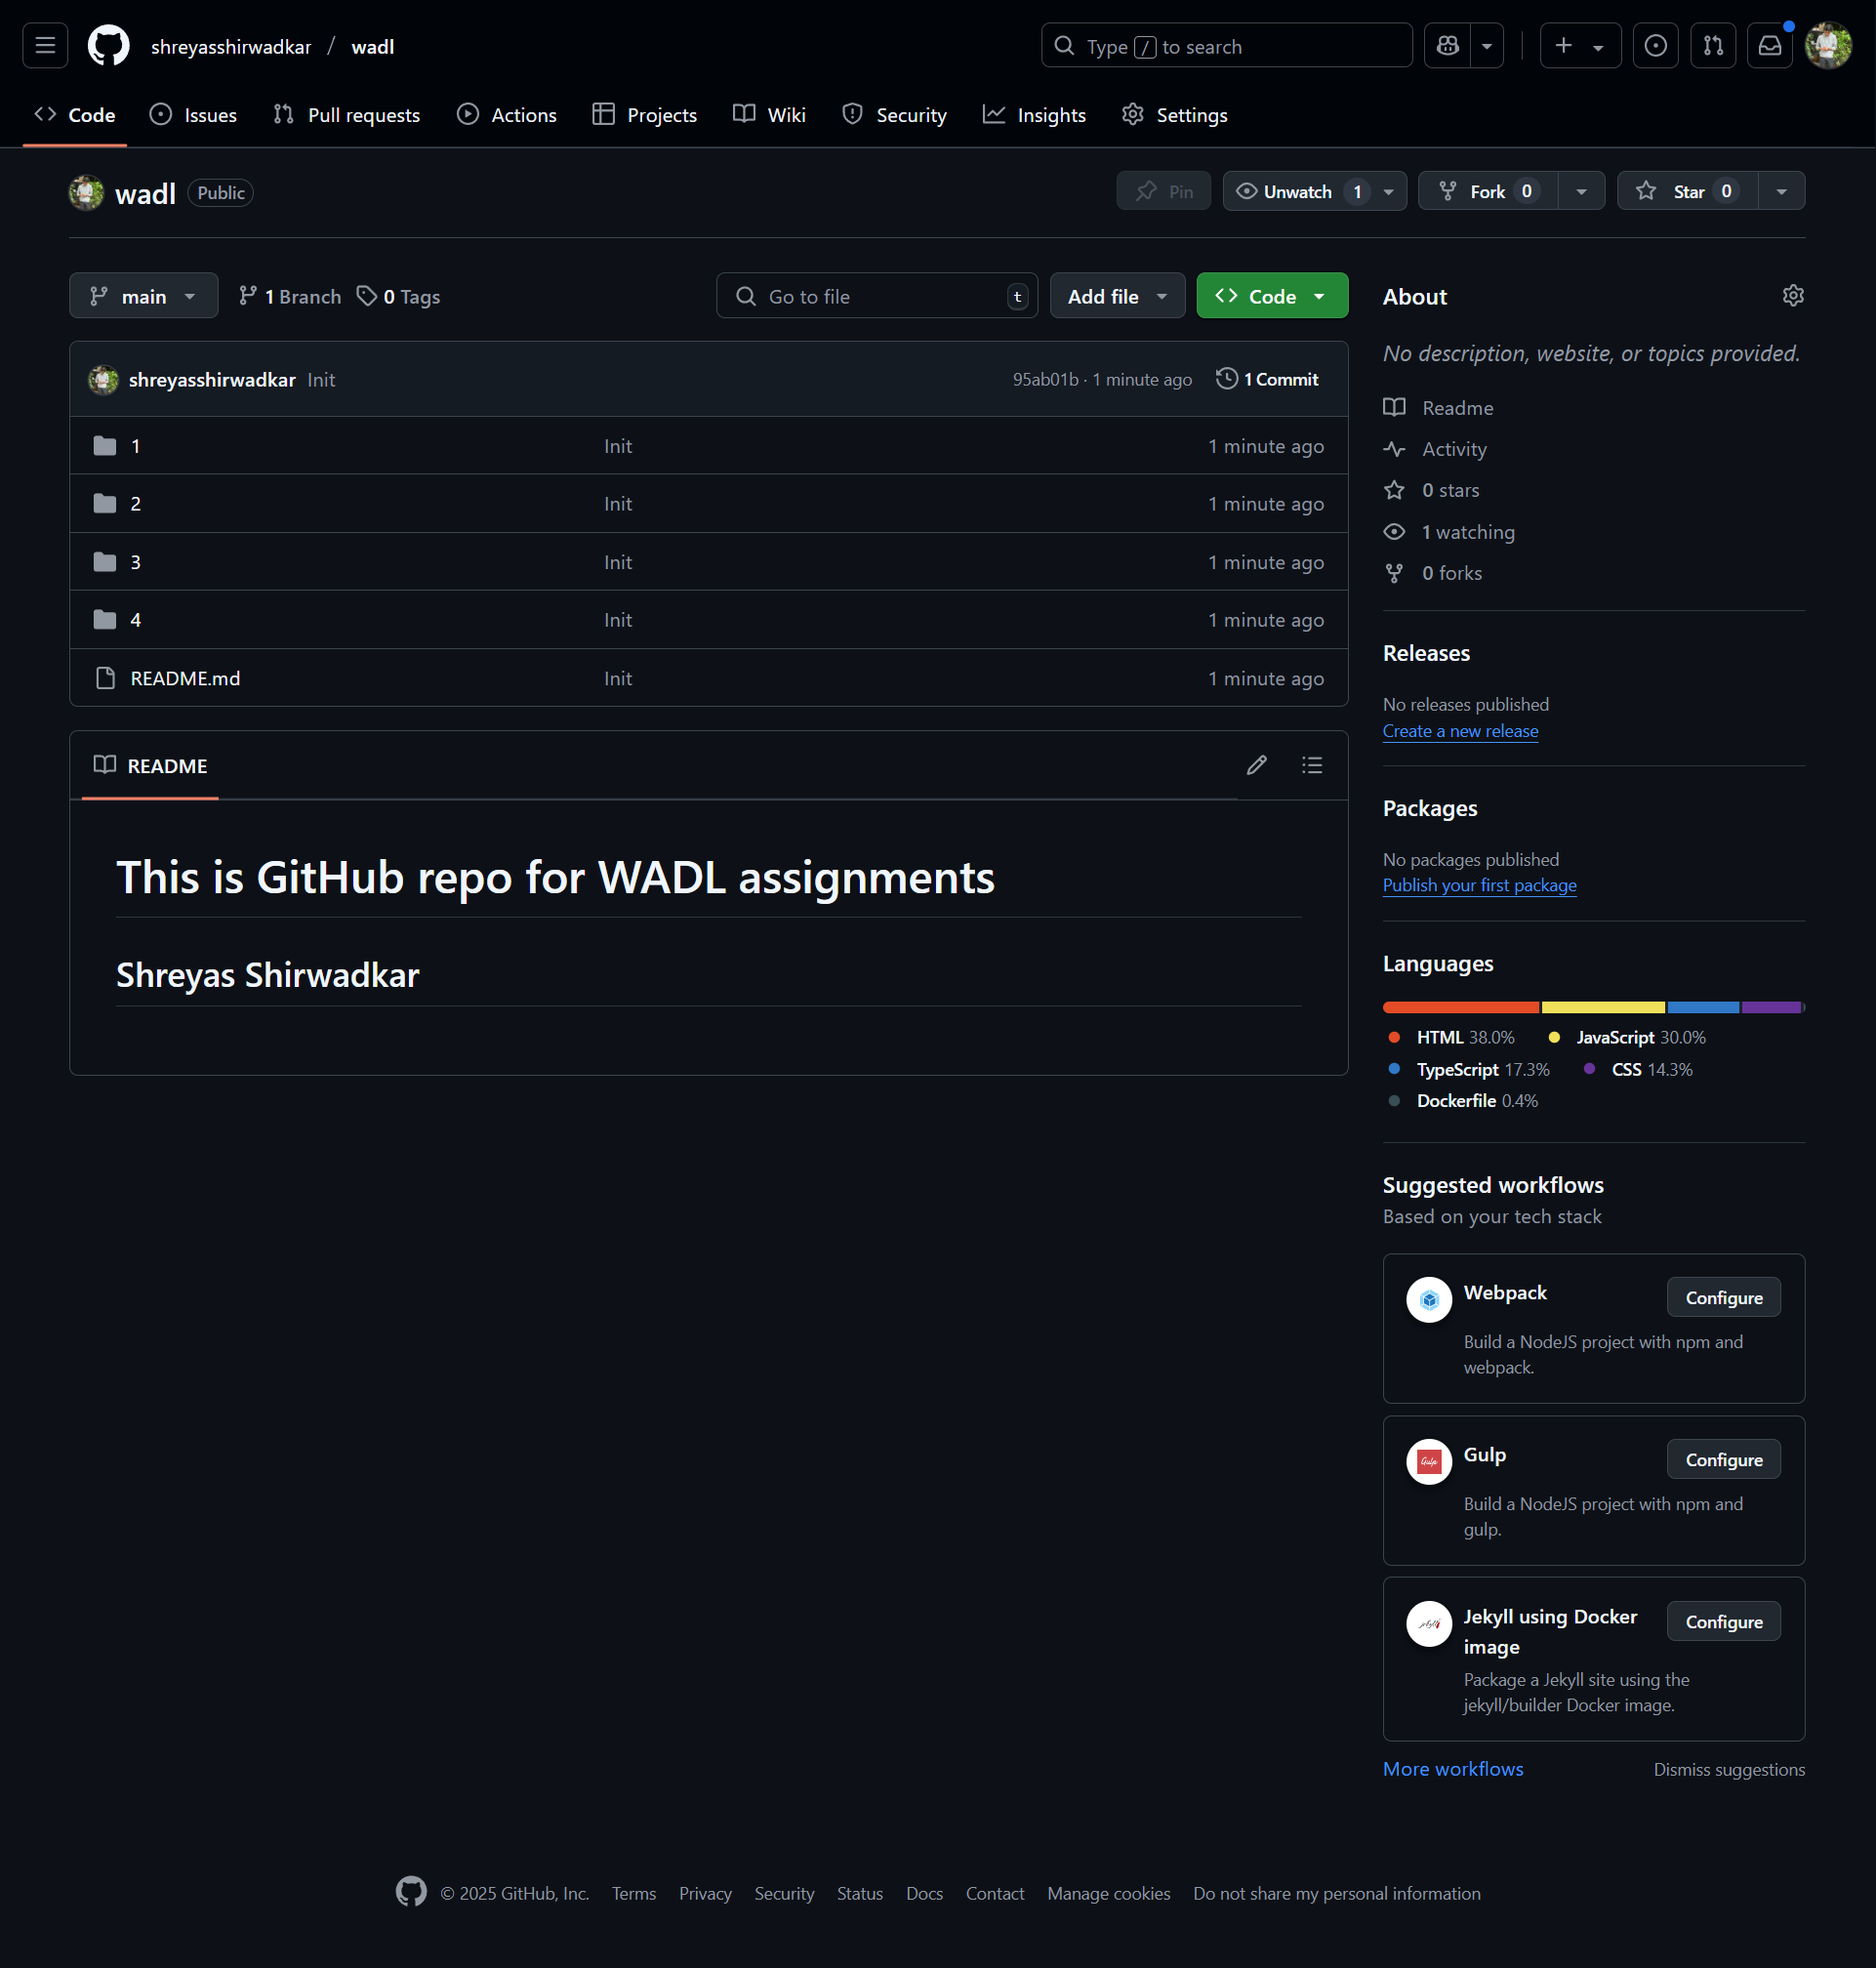 shreyasshirwadkar / wadl
Type / to search
Code Issues Pull requests Actions Projects Wiki Security Insights Settings
wadl Public
Pin Unwatch 1 Fork 0 Star 0
main 1 Branch 0 Tags
Go to file t Add file Code
shreyasshirwadkar Init 95ab01b · 1 minute ago 1 Commit
1 Init 1 minute ago
2 Init 1 minute ago
3 Init 1 minute ago
4 Init 1 minute ago
README.md Init 1 minute ago
README
This is GitHub repo for WADL assignments
Shreyas Shirwadkar
About
No description, website, or topics provided.
Readme
Activity
0 stars
1 watching
0 forks
Releases
No releases published
Create a new release
Packages
No packages published
Publish your first package
Languages
HTML 38.0% JavaScript 30.0%
TypeScript 17.3% CSS 14.3%
Dockerfile 0.4%
Suggested workflows
Based on your tech stack
Webpack Configure
Build a NodeJS project with npm and
webpack.
Gulp
Gulp Configure
Build a NodeJS project with npm and
gulp.
jekyll
Jekyll using Docker Configure
image
Package a Jekyll site using the
jekyll/builder Docker image.
More workflows Dismiss suggestions
© 2025 GitHub, Inc. Terms Privacy Security Status Docs Contact Manage cookies Do not share my personal information